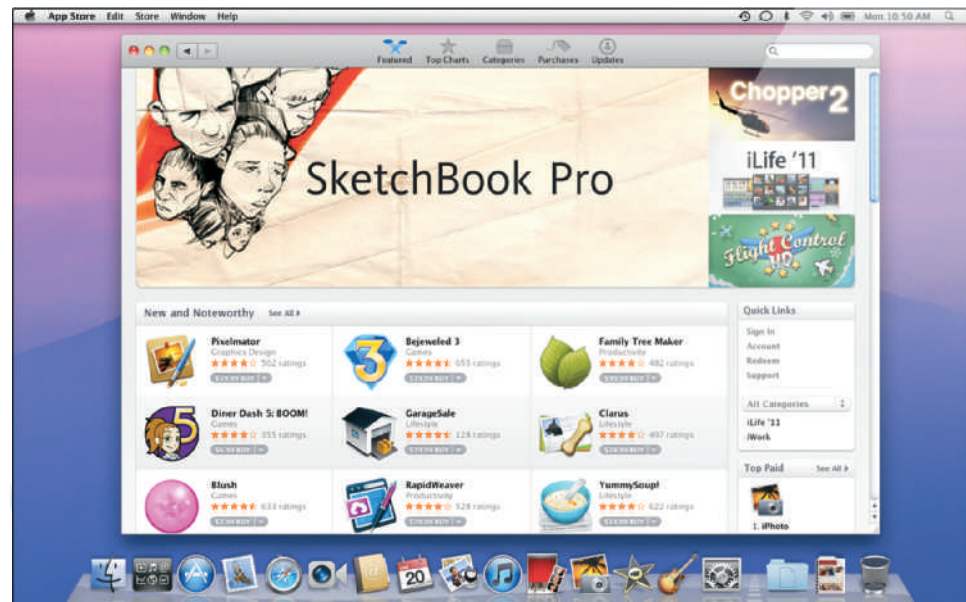 App Store Edit Store Window Help
Mon 10:50 AM
Featured Top Charts Categories Purchases Updates
SketchBook Pro
Chopper 2
iLife '11
Flight Control
HD
New and Noteworthy See All
Quick Links
Sign In
Account
Redeem
Support
All Categories
iLife '11
iWork
Top Paid See All
1. iPhoto
Pixelmator
Graphics Design
502 ratings
Bejeweled 3
Games
655 ratings
3
Family Tree Maker
Productivity
482 ratings
Diner Dash 5: BOOM!
Games
355 ratings
5
GarageSale
Lifestyle
128 ratings
Clarus
Lifestyle
Blush
Games
633 ratings
RapidWeaver
Productivity
528 ratings
YummySoup!
Lifestyle
622 ratings
20